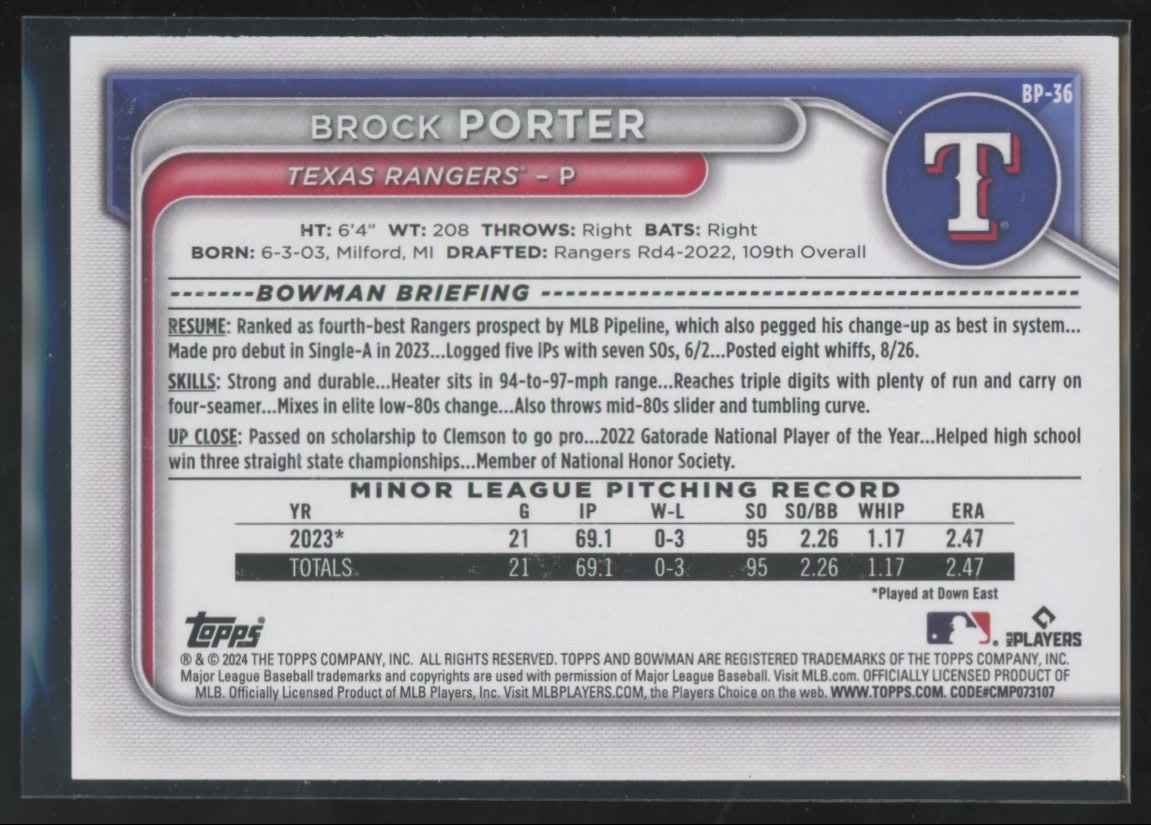 BP-36
BROCK PORTER
TEXAS RANGERS® – P
T
HT: 6'4" WT: 208 THROWS: Right BATS: Right
BORN: 6-3-03, Milford, MI DRAFTED: Rangers Rd4-2022, 109th Overall
BOWMAN BRIEFING
RESUME: Ranked as fourth-best Rangers prospect by MLB Pipeline, which also pegged his change-up as best in system...
Made pro debut in Single-A in 2023...Logged five IPs with seven SOs, 6/2...Posted eight whiffs, 8/26.
SKILLS: Strong and durable...Heater sits in 94-to-97-mph range...Reaches triple digits with plenty of run and carry on
four-seamer...Mixes in elite low-80s change...Also throws mid-80s slider and tumbling curve.
UP CLOSE: Passed on scholarship to Clemson to go pro...2022 Gatorade National Player of the Year...Helped high school
win three straight state championships...Member of National Honor Society.
MINOR LEAGUE PITCHING RECORD
YR G IP W-L SO SO/BB WHIP ERA
2023* 21 69.1 0-3 95 2.26 1.17 2.47
TOTALS 21 69.1 0-3 95 2.26 1.17 2.47
*Played at Down East
Topps® MLB PLAYERS
® & © 2024 THE TOPPS COMPANY, INC. ALL RIGHTS RESERVED. TOPPS AND BOWMAN ARE REGISTERED TRADEMARKS OF THE TOPPS COMPANY, INC.
Major League Baseball trademarks and copyrights are used with permission of Major League Baseball. Visit MLB.com. OFFICIALLY LICENSED PRODUCT OF
MLB. Officially Licensed Product of MLB Players, Inc. Visit MLBPLAYERS.COM, the Players Choice on the web. WWW.TOPPS.COM. CODE#CMP073107